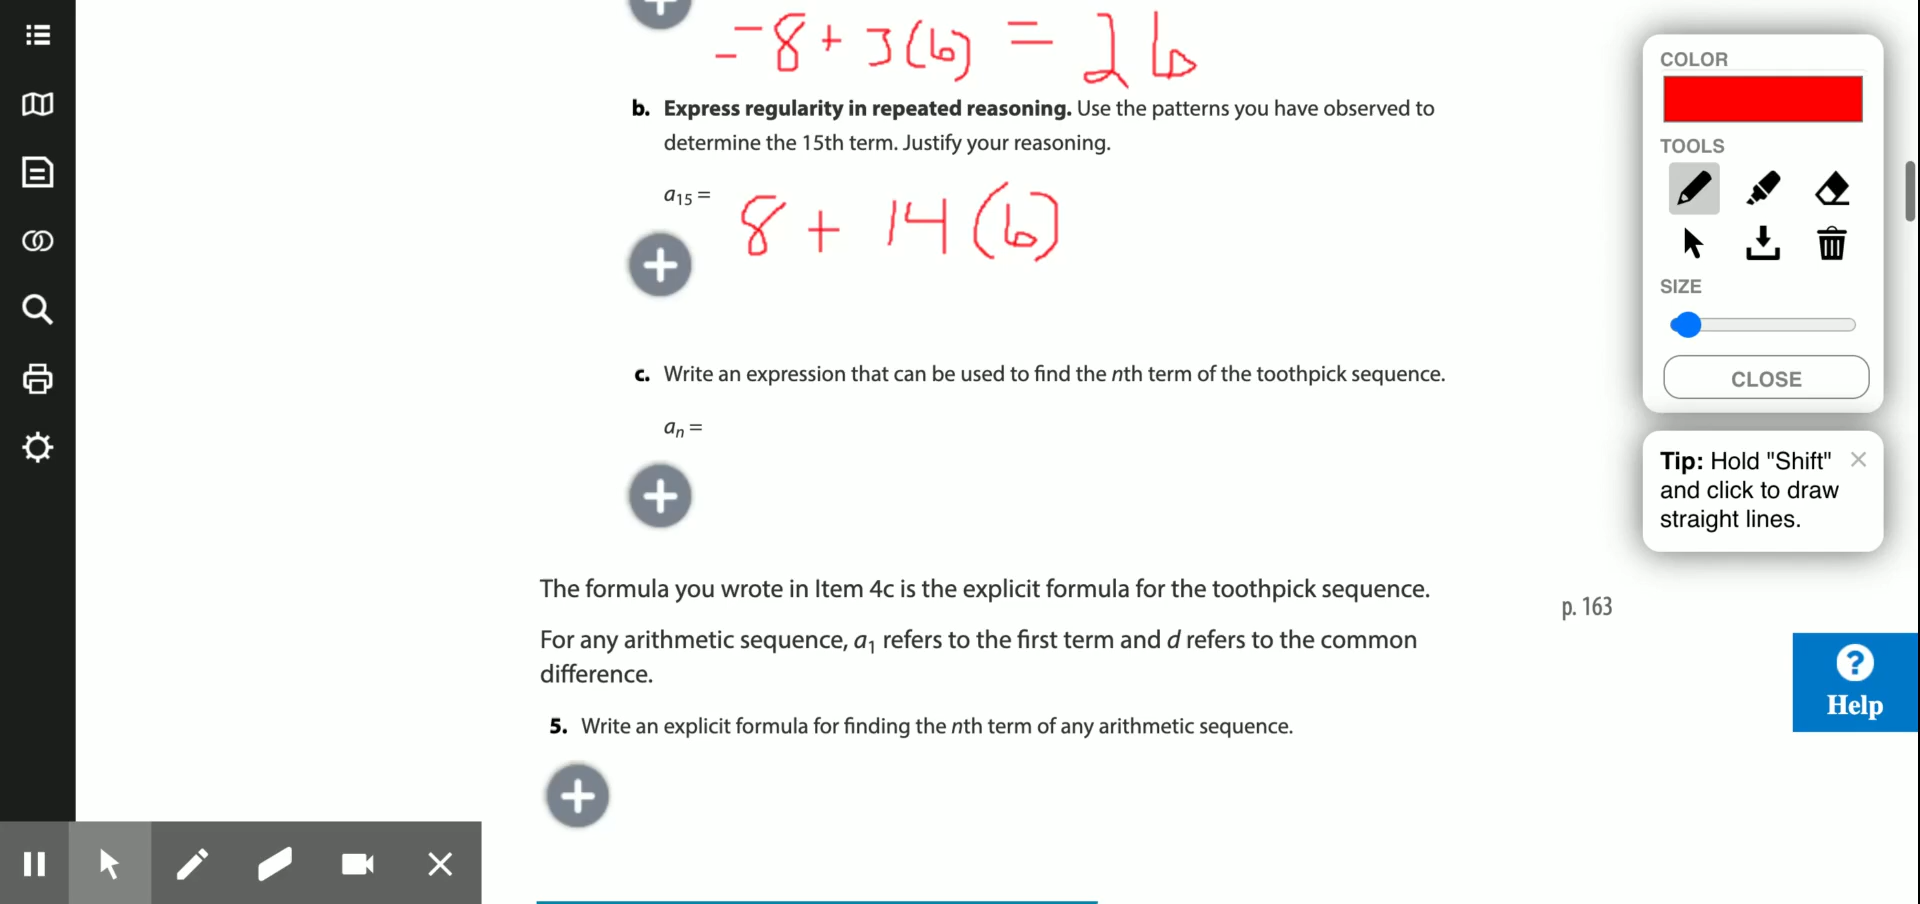 = 8 + 3 (6) = 26
b. Express regularity in repeated reasoning. Use the patterns you have observed to
determine the 15th term. Justify your reasoning.
a15 = 8 + 14 (6)
c. Write an expression that can be used to find the nth term of the toothpick sequence.
an =
The formula you wrote in Item 4c is the explicit formula for the toothpick sequence.
p. 163
For any arithmetic sequence, a1 refers to the first term and d refers to the common
difference.
5. Write an explicit formula for finding the nth term of any arithmetic sequence.
COLOR
TOOLS
SIZE
CLOSE
Tip: Hold "Shift"
and click to draw
straight lines.
Help